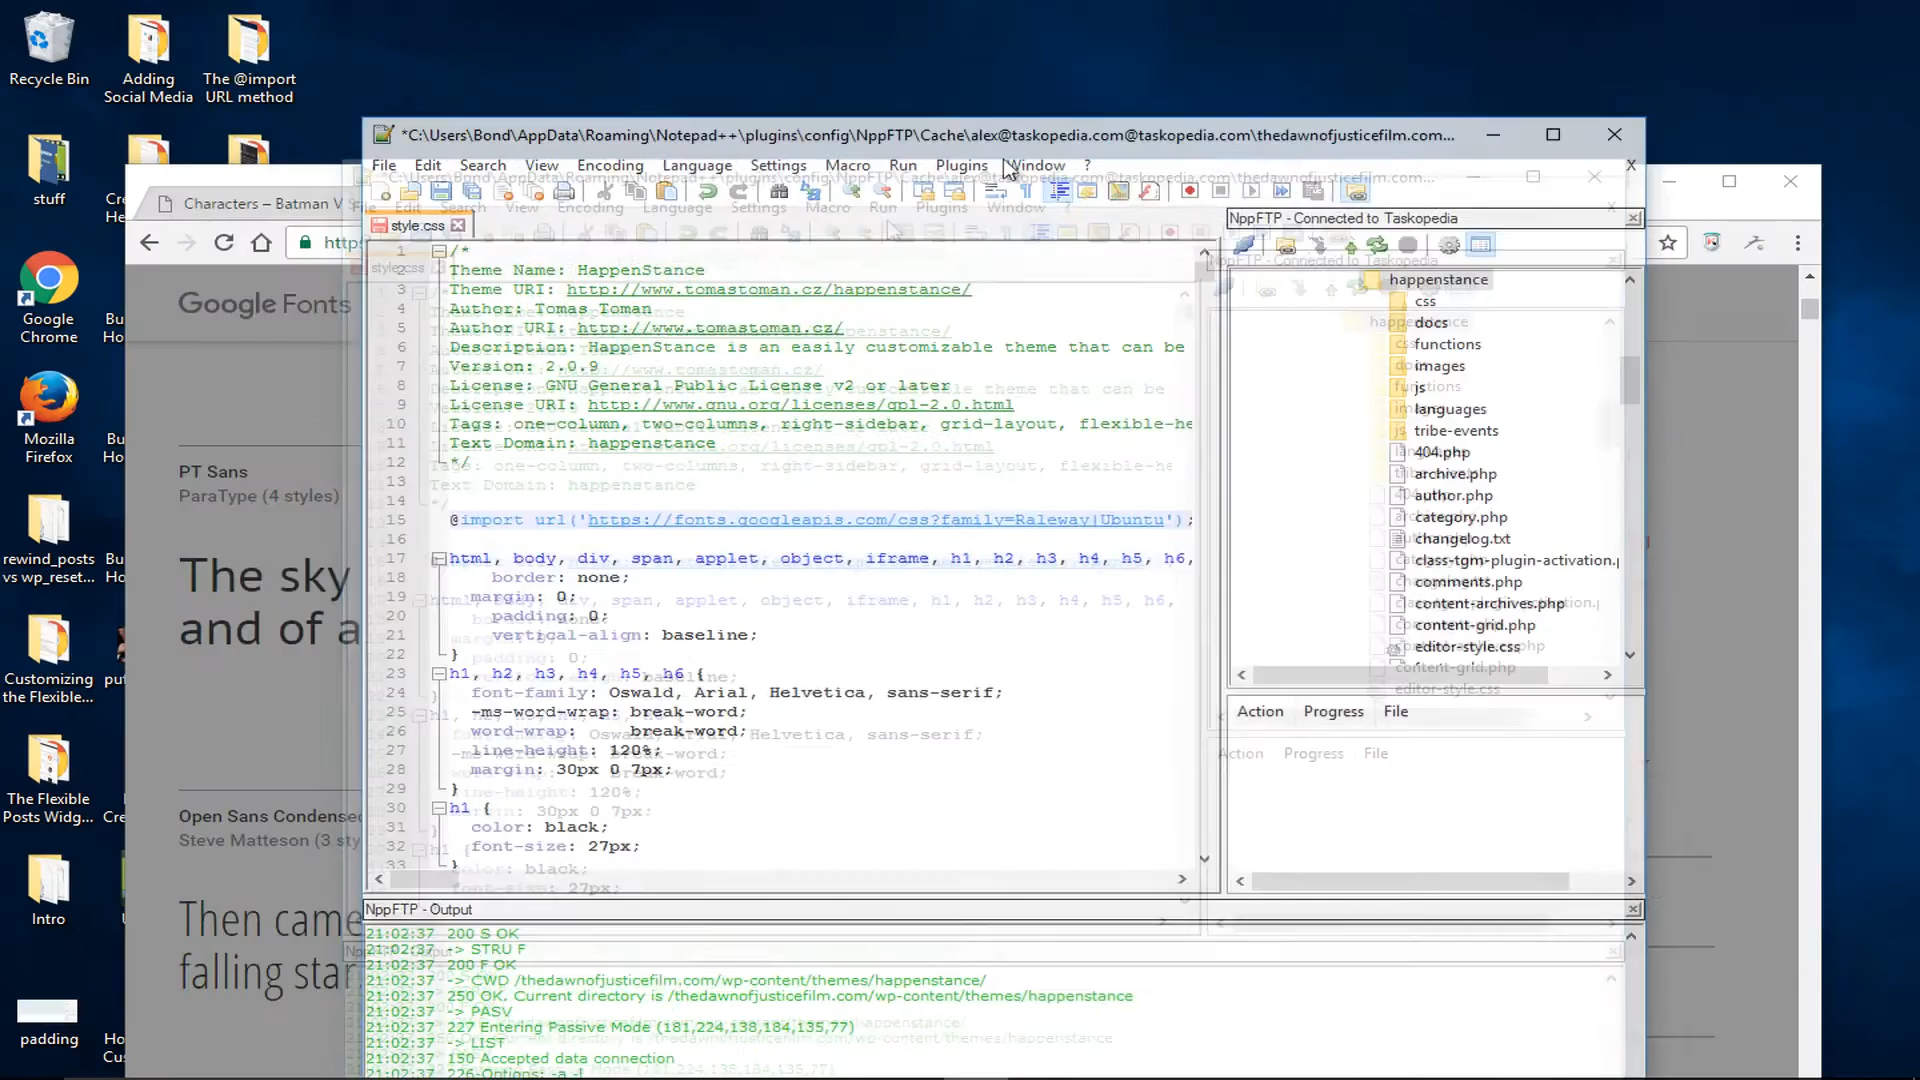 Recycle Bin
Adding
Social Media
The @import
URL method
stuff
Google
Chrome
Mozilla
Firefox
rewind_posts
vs wp_reset...
Customizing
the Flexible...
The Flexible
Posts Widg...
Intro
padding
Characters – Batman V S
https
Google Fonts
PT Sans
ParaType (4 styles)
The sky
and of a
Open Sans Condensed
Steve Matteson (3 sty
Then came
falling star
*C:\Users\Bond\AppData\Roaming\Notepad++\plugins\config\NppFTP\Cache\alex@taskopedia.com@taskopedia.com\thedawnofjusticefilm.com...
File Edit Search View Encoding Language Settings Macro Run Plugins Window ?
style.css
1 /*
2 Theme Name: HappenStance
3 Theme URI: http://www.tomastoman.cz/happenstance/
4 Author: Tomas Toman
5 Author URI: http://www.tomastoman.cz/
6 Description: HappenStance is an easily customizable theme that can be
7 Version: 2.0.9
8 License: GNU General Public License v2 or later
9 License URI: http://www.gnu.org/licenses/gpl-2.0.html
10 Tags: one-column, two-columns, right-sidebar, grid-layout, flexible-he
11 Text Domain: happenstance
12 */
13
14
15 @import url('https://fonts.googleapis.com/css?family=Raleway|Ubuntu');
16
17 html, body, div, span, applet, object, iframe, h1, h2, h3, h4, h5, h6,
18 border: none;
19 margin: 0;
20 padding: 0;
21 vertical-align: baseline;
22 }
23 h1, h2, h3, h4, h5, h6 {
24 font-family: Oswald, Arial, Helvetica, sans-serif;
25 -ms-word-wrap: break-word;
26 word-wrap: break-word;
27 line-height: 120%;
28 margin: 30px 0 7px;
29 }
30 h1 {
31 color: black;
32 font-size: 27px;
33 }
NppFTP - Connected to Taskopedia
happenstance
css
docs
functions
images
js
languages
tribe-events
404.php
archive.php
author.php
category.php
changelog.txt
class-tgm-plugin-activation.p
comments.php
content-archives.php
content-grid.php
editor-style.css
Action Progress File
NppFTP - Output
21:02:37 200 S OK
21:02:37 -> STRU F
21:02:37 200 F OK
21:02:37 -> CWD /thedawnofjusticefilm.com/wp-content/themes/happenstance/
21:02:37 250 OK. Current directory is /thedawnofjusticefilm.com/wp-content/themes/happenstance
21:02:37 -> PASV
21:02:37 227 Entering Passive Mode (181,224,138,184,135,77)
21:02:37 -> LIST
21:02:37 150 Accepted data connection
21:02:37 226-Options: -a -l